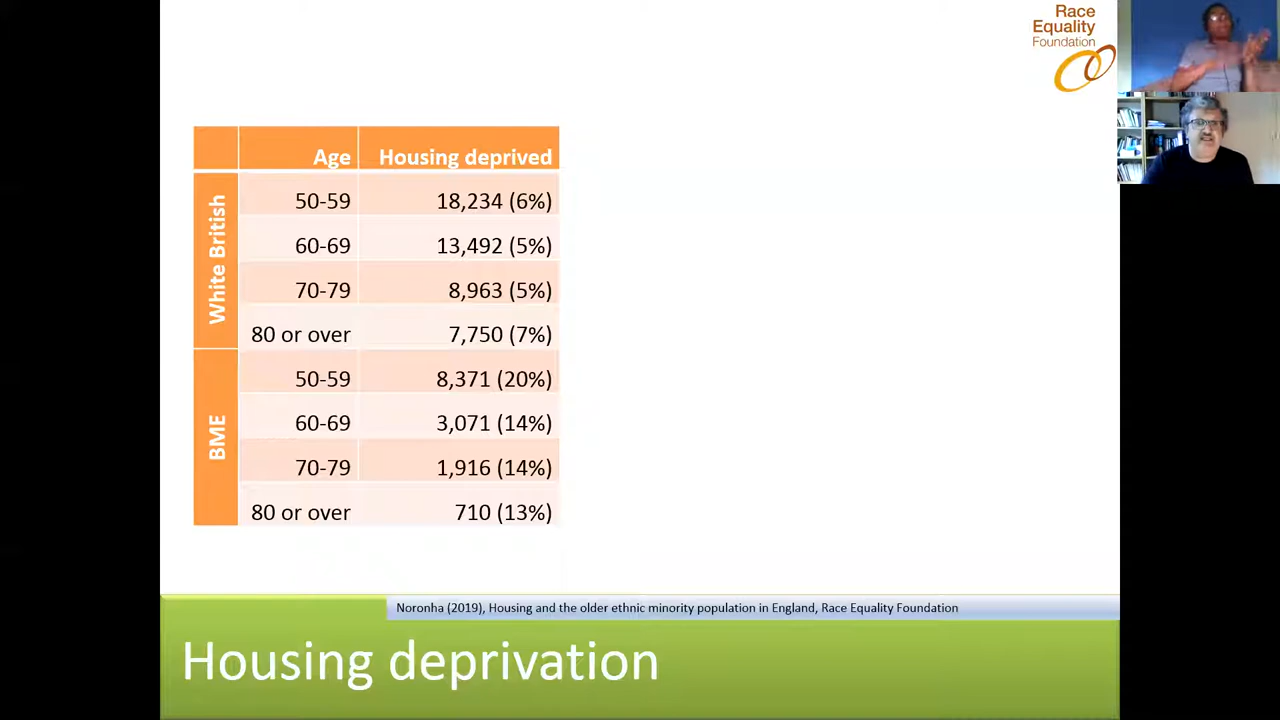 Race
Equality
Foundation
Age Housing deprived
White British
50-59 18,234 (6%)
60-69 13,492 (5%)
70-79 8,963 (5%)
80 or over 7,750 (7%)
BME
50-59 8,371 (20%)
60-69 3,071 (14%)
70-79 1,916 (14%)
80 or over 710 (13%)
Noronha (2019), Housing and the older ethnic minority population in England, Race Equality Foundation
Housing deprivation